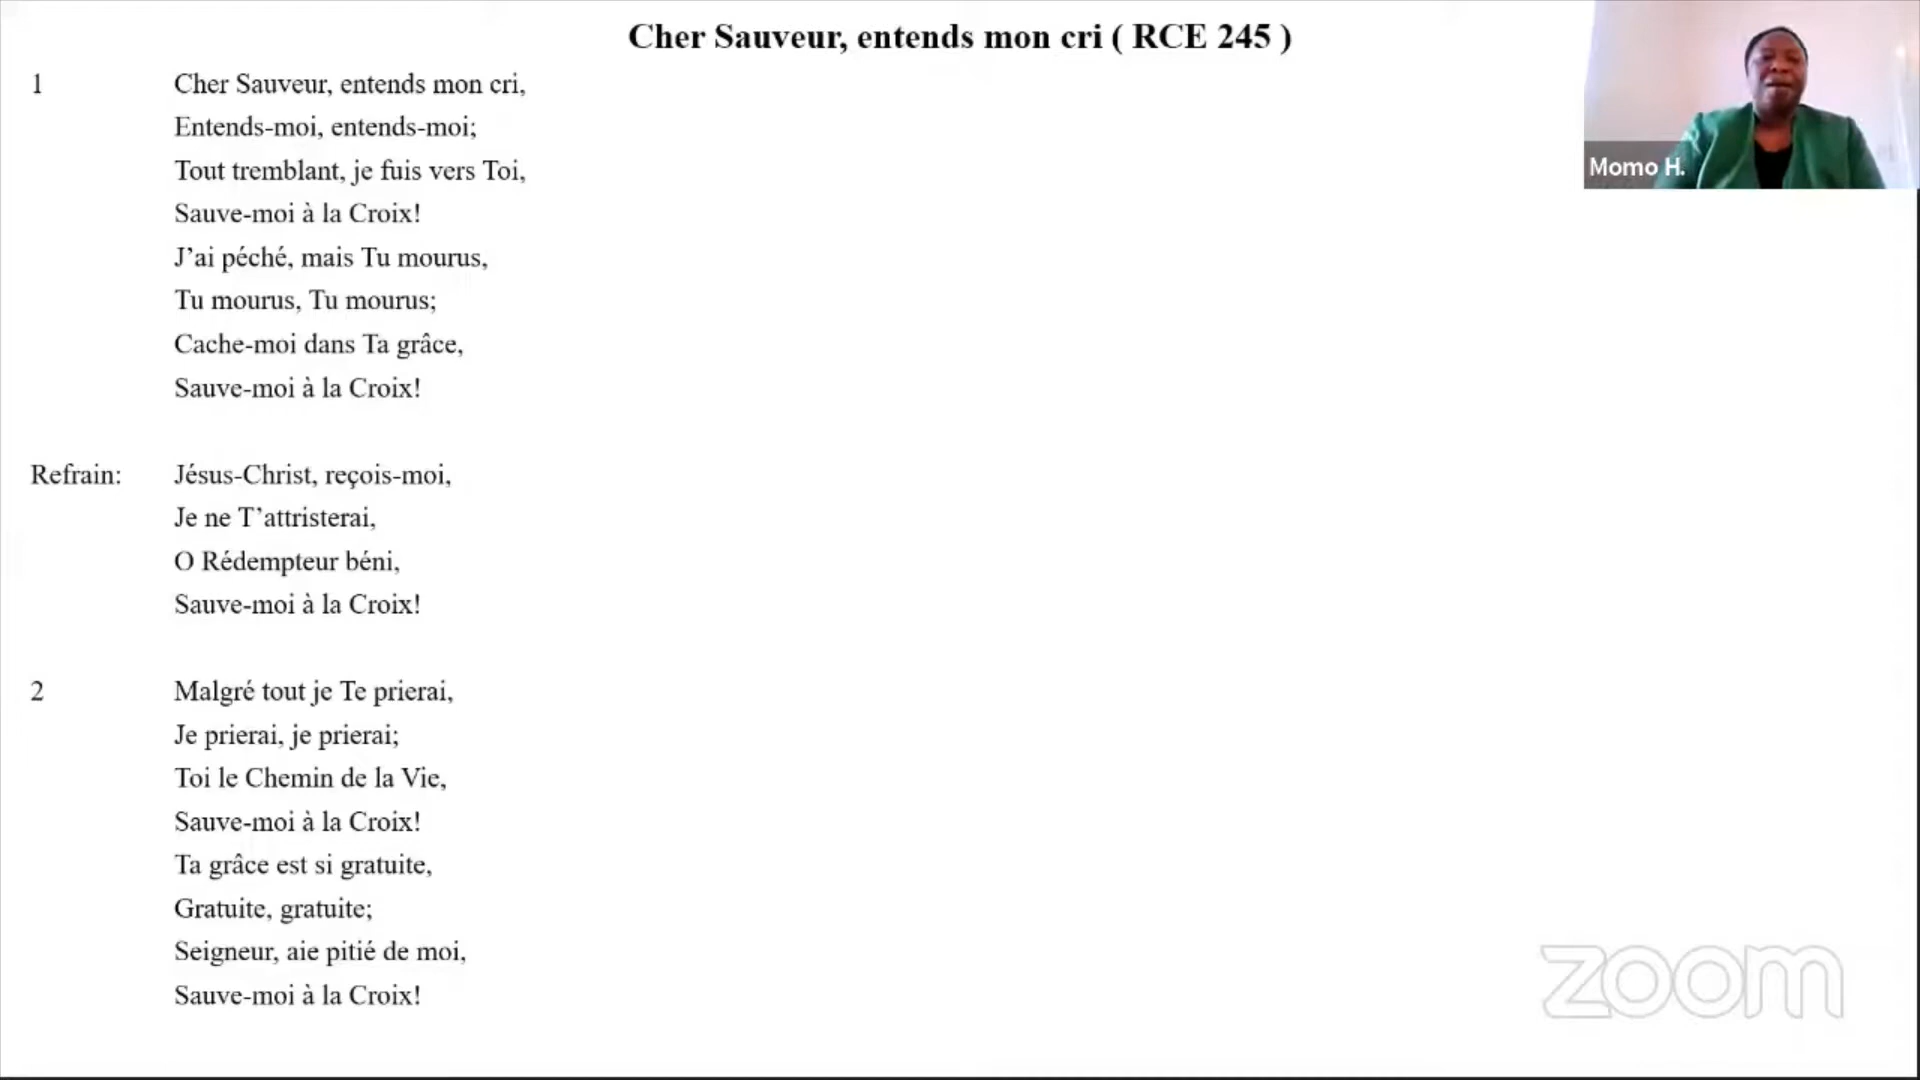 Cher Sauveur, entends mon cri ( RCE 245 )
1 Cher Sauveur, entends mon cri,
Entends-moi, entends-moi;
Tout tremblant, je fuis vers Toi,
Sauve-moi à la Croix!
J’ai péché, mais Tu mourus,
Tu mourus, Tu mourus;
Cache-moi dans Ta grâce,
Sauve-moi à la Croix!
Refrain: Jésus-Christ, reçois-moi,
Je ne T’attristerai,
O Rédempteur béni,
Sauve-moi à la Croix!
2 Malgré tout je Te prierai,
Je prierai, je prierai;
Toi le Chemin de la Vie,
Sauve-moi à la Croix!
Ta grâce est si gratuite,
Gratuite, gratuite;
Seigneur, aie pitié de moi,
Sauve-moi à la Croix!
Momo H.
zoom